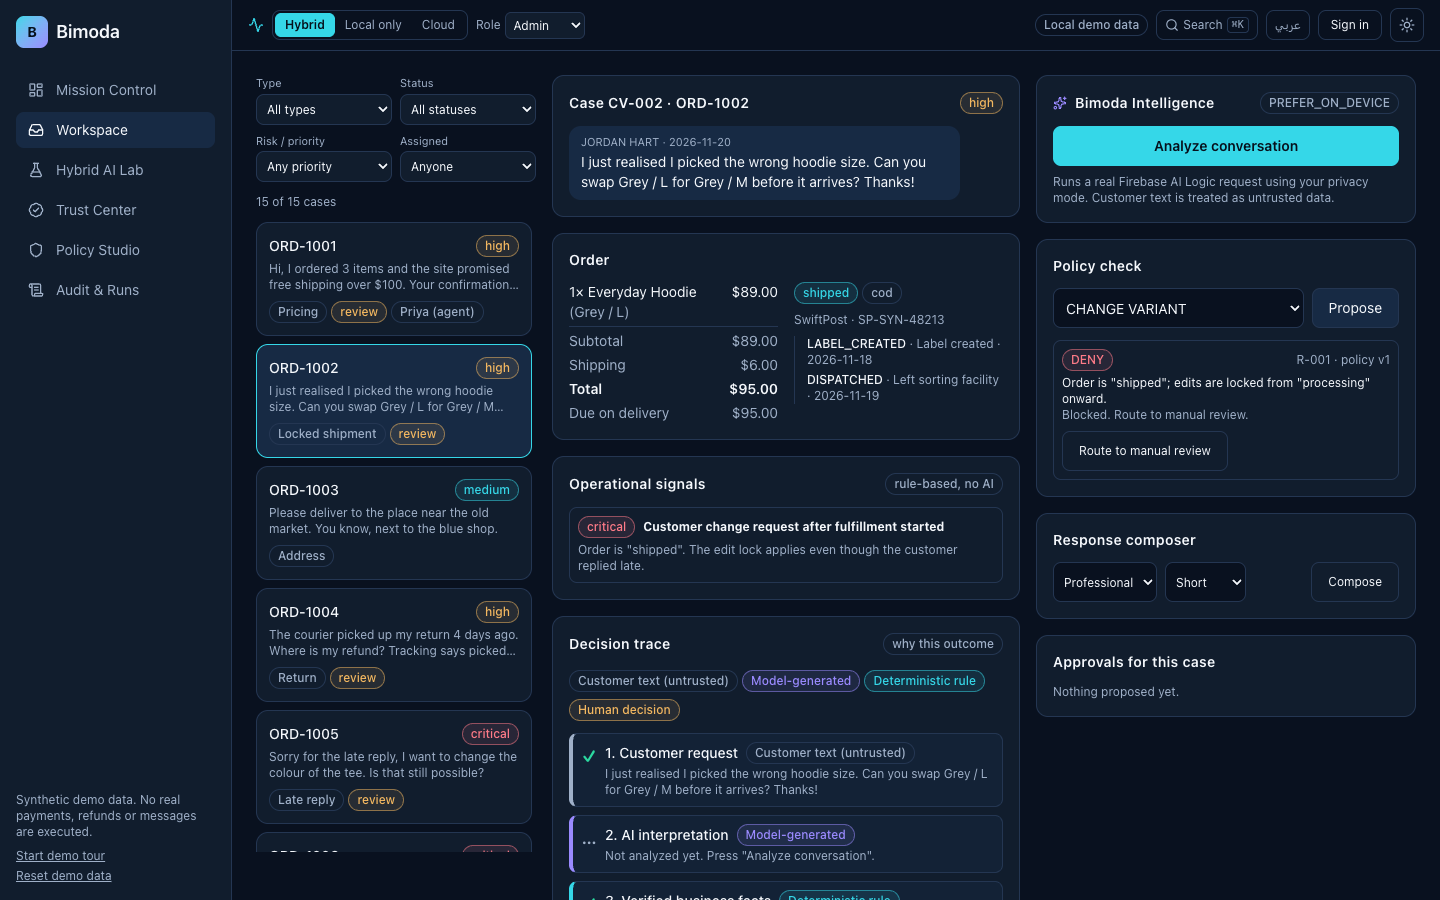 B Bimoda
Mission Control
Workspace
Hybrid AI Lab
Trust Center
Policy Studio
Audit & Runs
Synthetic demo data. No real
payments, refunds or messages
are executed.
Start demo tour
Reset demo data
Hybrid Local only Cloud Role Admin
Local demo data Search ⌘K عربي Sign in
Type Status
All types All statuses
Risk / priority Assigned
Any priority Anyone
15 of 15 cases
ORD-1001 high
Hi, I ordered 3 items and the site promised
free shipping over $100. Your confirmation…
Pricing review Priya (agent)
ORD-1002 high
I just realised I picked the wrong hoodie
size. Can you swap Grey / L for Grey / M…
Locked shipment review
ORD-1003 medium
Please deliver to the place near the old
market. You know, next to the blue shop.
Address
ORD-1004 high
The courier picked up my return 4 days ago.
Where is my refund? Tracking says picked…
Return review
ORD-1005 critical
Sorry for the late reply, I want to change the
colour of the tee. Is that still possible?
Late reply review
Case CV-002 · ORD-1002 high
JORDAN HART · 2026-11-20
I just realised I picked the wrong hoodie size. Can you
swap Grey / L for Grey / M before it arrives? Thanks!
Order
1× Everyday Hoodie $89.00
(Grey / L)
Subtotal $89.00
Shipping $6.00
Total $95.00
Due on delivery $95.00
shipped cod
SwiftPost · SP-SYN-48213
LABEL_CREATED · Label created ·
2026-11-18
DISPATCHED · Left sorting facility
· 2026-11-19
Operational signals rule-based, no AI
critical Customer change request after fulfillment started
Order is "shipped". The edit lock applies even though the customer
replied late.
Decision trace why this outcome
Customer text (untrusted) Model-generated Deterministic rule
Human decision
1. Customer request Customer text (untrusted)
I just realised I picked the wrong hoodie size. Can you swap Grey / L
for Grey / M before it arrives? Thanks!
2. AI interpretation Model-generated
Not analyzed yet. Press "Analyze conversation".
3. Verified business facts Deterministic rule
Bimoda Intelligence PREFER_ON_DEVICE
Analyze conversation
Runs a real Firebase AI Logic request using your privacy
mode. Customer text is treated as untrusted data.
Policy check
CHANGE VARIANT Propose
DENY R-001 · policy v1
Order is "shipped"; edits are locked from "processing"
onward.
Blocked. Route to manual review.
Route to manual review
Response composer
Professional Short Compose
Approvals for this case
Nothing proposed yet.